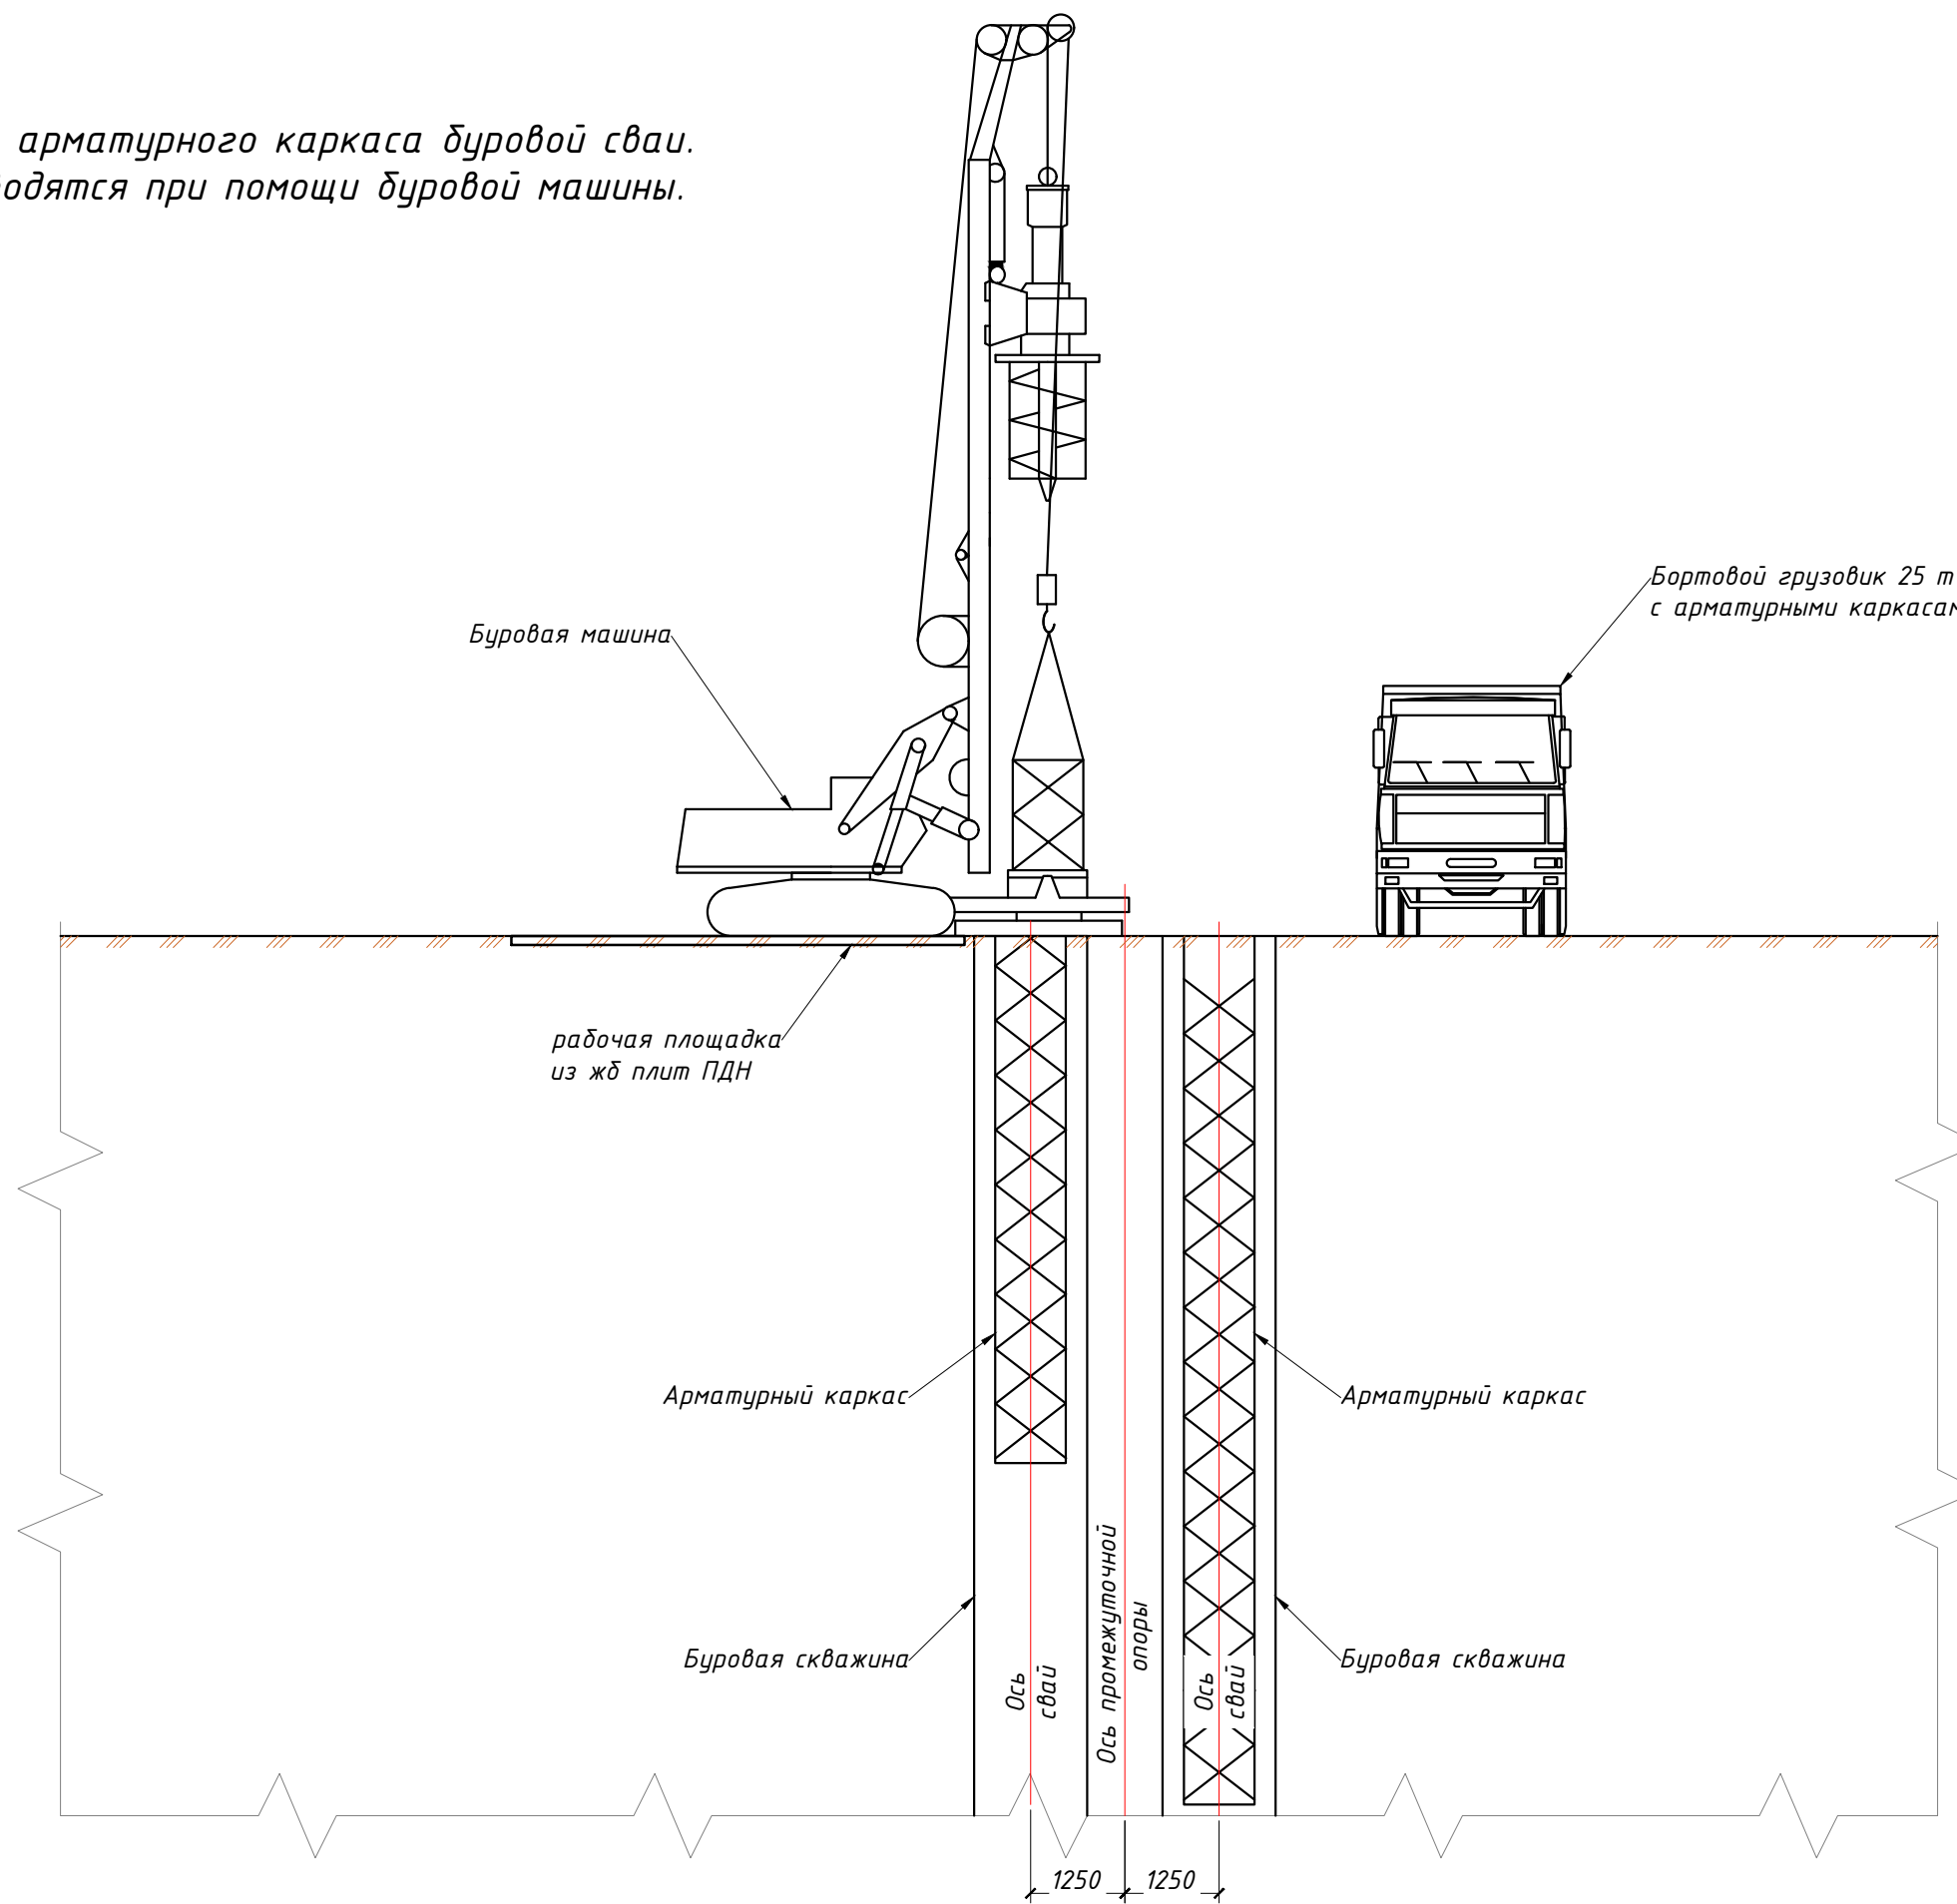 арматурного каркаса буровой сваи.
одятся при помощи буровой машины.
Бортовой грузовик 25 т
с арматурными
Буровая машина
рабочая площадка
из жб плит ПДН
Арматурный каркас
Арматурный каркас
Буровая скважина
Буровая скважина
Ось
свай
Ось промежуточной
опоры
Ось
свай
1250
1250